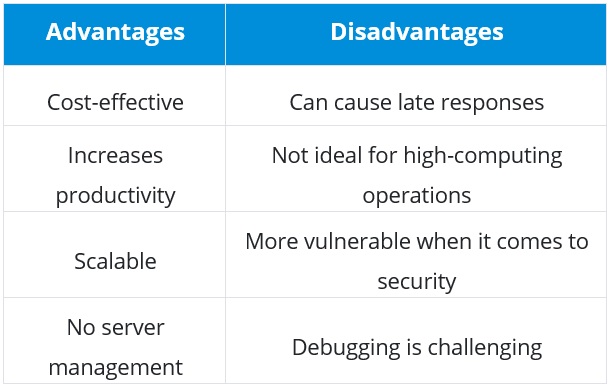 Advantages
Disadvantages
Cost-effective
Can cause late responses
Increases
productivity
Not ideal for high-computing
operations
Scalable
More vulnerable when it comes to
security
No server
management
Debugging is challenging